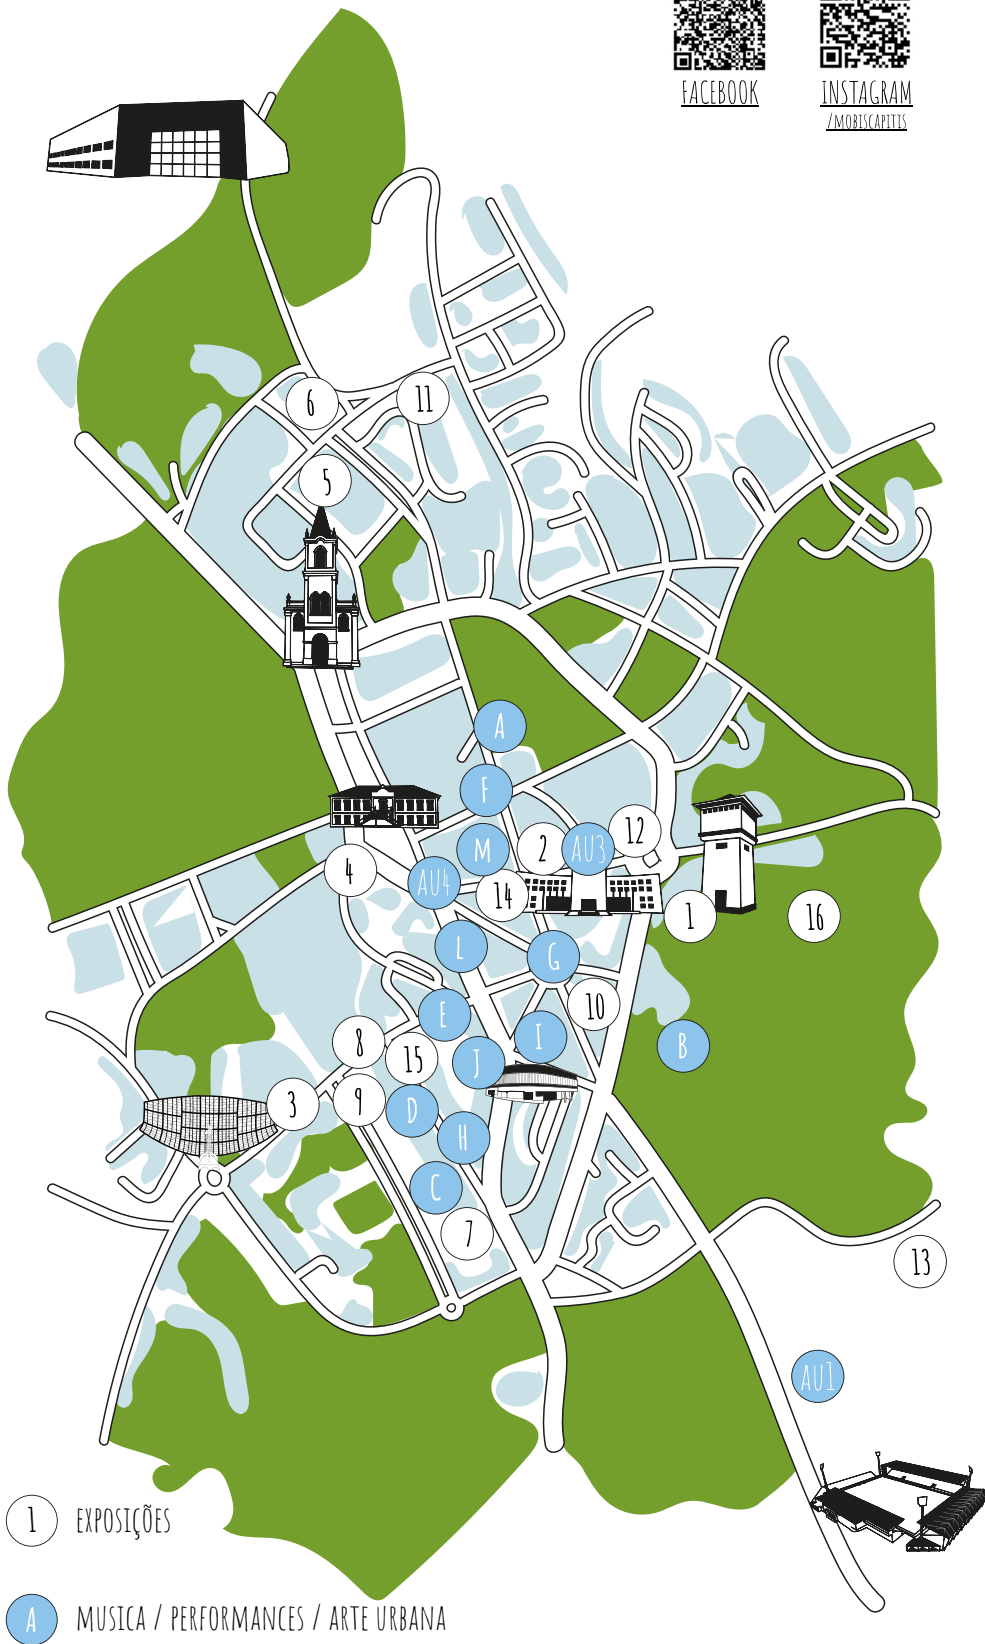 FACEBOOK
INSTAGRAM
/MOBISCAPITIS
6
11
5
A
F
12
M
2
AU3
4
AU4
14
1
16
L
G
10
E
8
15
J
I
B
3
9
D
H
C
7
13
AU1
1 EXPOSIÇÕES
A MUSICA / PERFORMANCES / ARTE URBANA